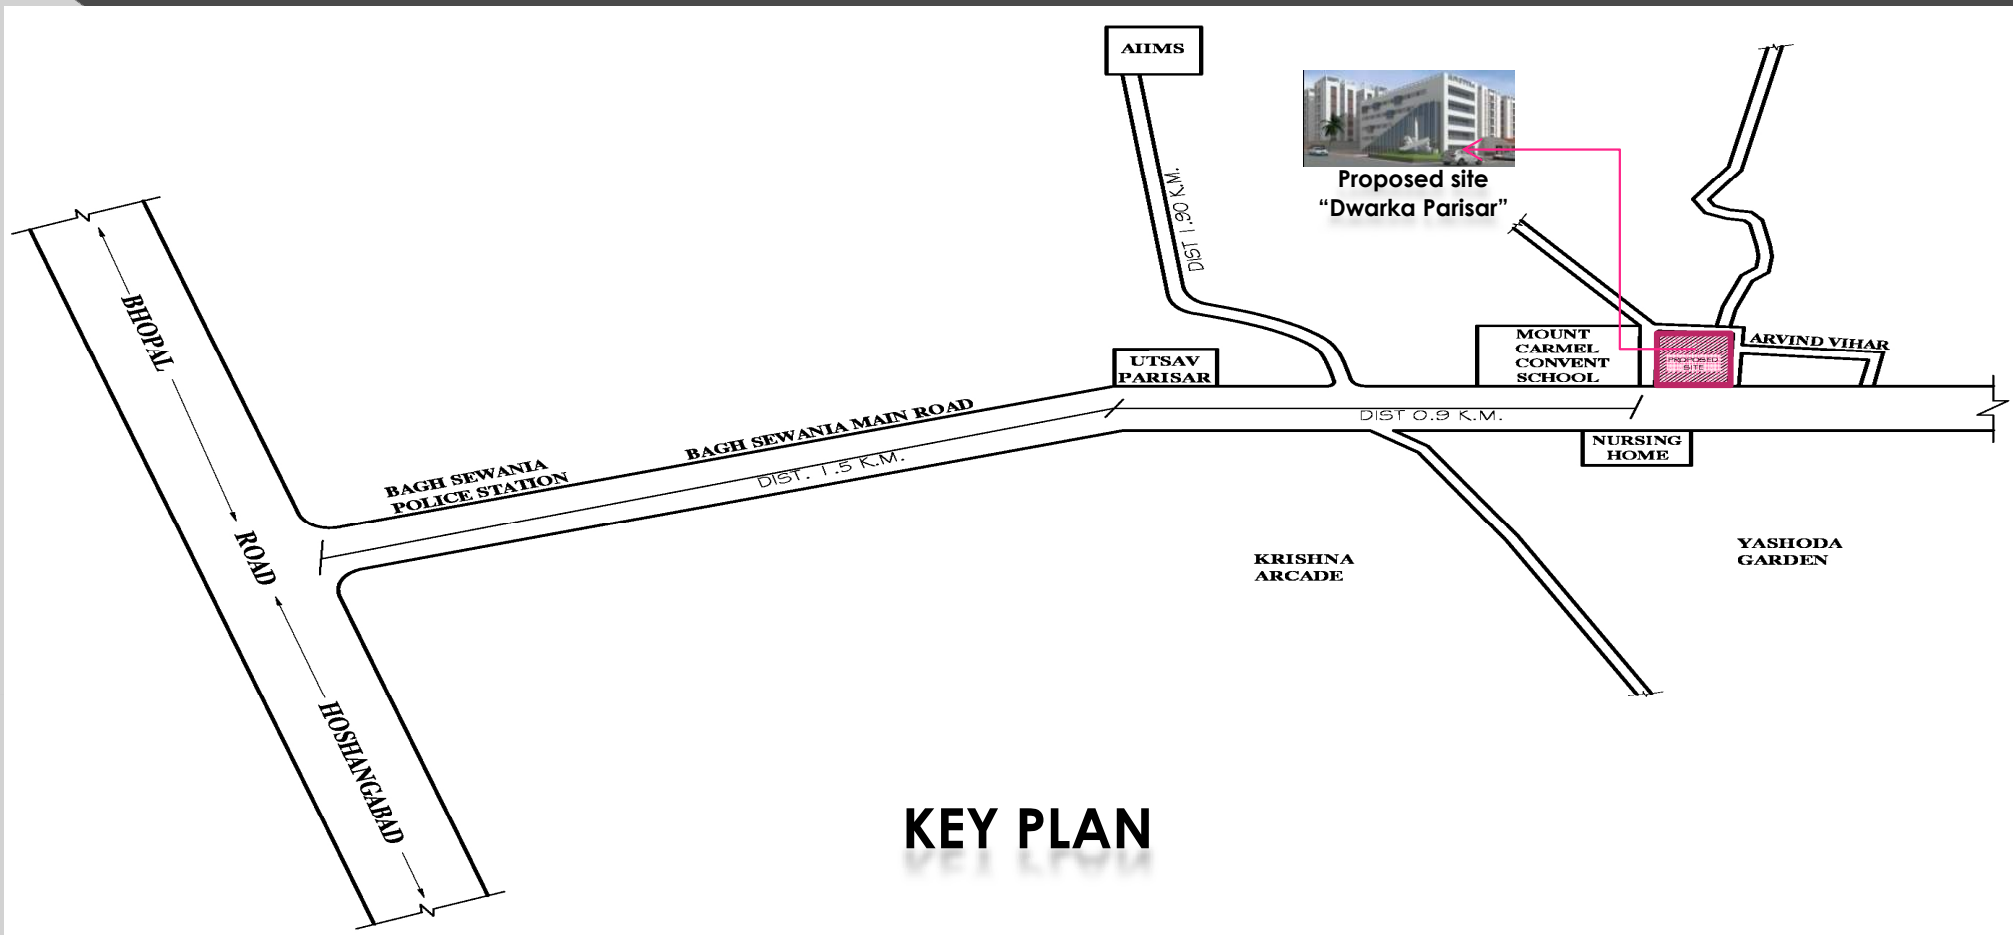 AIIMS
DIST 1.90 K.M.
Proposed site
“Dwarka Parisar”
BHOPAL
ROAD
HOSHANGABAD
BAGH SEWANIA
POLICE STATION
BAGH SEWANIA MAIN ROAD
DIST. 1.5 K.M.
UTSAV
PARISAR
MOUNT
CARMEL
CONVENT
SCHOOL
PROPOSED
SITE
ARVIND VIHAR
DIST 0.9 K.M.
NURSING
HOME
KRISHNA
ARCADE
YASHODA
GARDEN
KEY PLAN